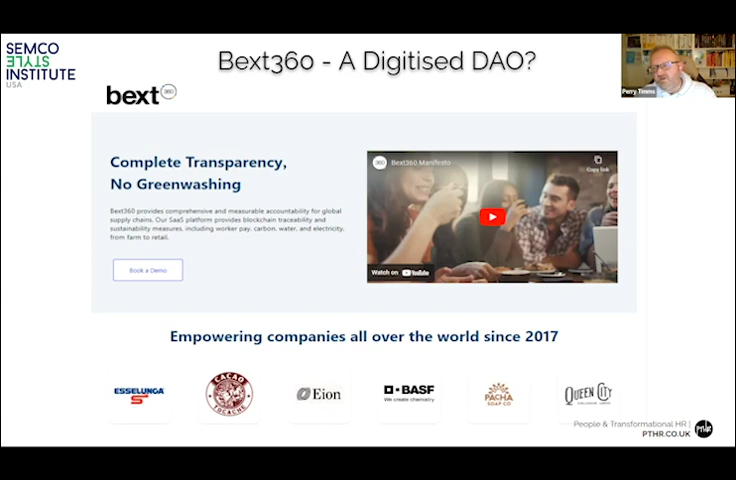 SEMCO
STYLE
INSTITUTE
USA
Bext360 - A Digitised DAO?
Perry Timms
bext 360
Complete Transparency,
No Greenwashing
Bext360 provides comprehensive and measurable accountability for global
supply chains. Our SaaS platform provides blockchain traceability and
sustainability measures, including worker pay, carbon, water, and electricity,
from farm to retail.
Book a Demo
360
Bext360 Manifesto
Copy link
Watch on YouTube
Empowering companies all over the world since 2017
ESSELUNGA
S
CACAO
TOCACHE
Eion
BASF
We create chemistry
PACHA
SOAP CO
QUEEN CITY
People & Transformational HR |
PTHR.CO.UK